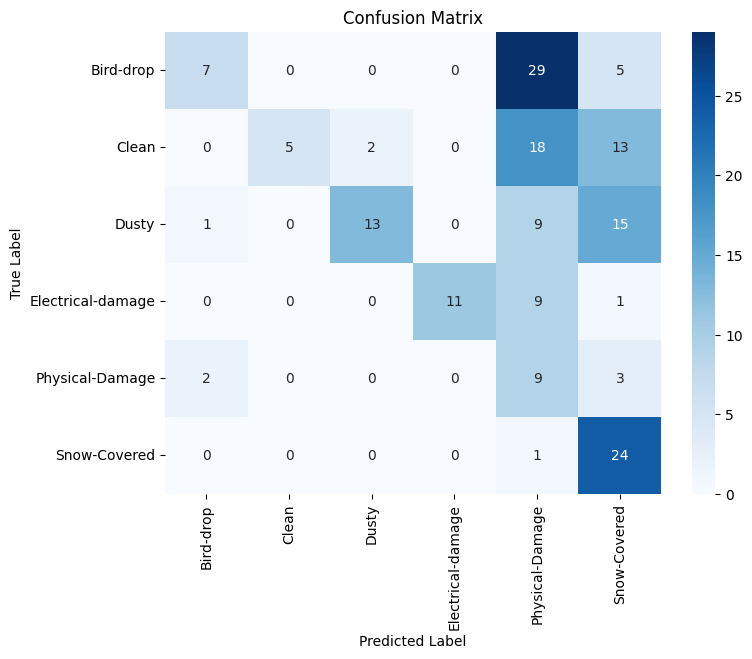 Confusion Matrix
True Label
Bird-drop 7 0 0 0 29 5
Clean 0 5 2 0 18 13
Dusty 1 0 13 0 9 15
Electrical-damage 0 0 0 11 9 1
Physical-Damage 2 0 0 0 9 3
Snow-Covered 0 0 0 0 1 24
Bird-drop Clean Dusty Electrical-damage Physical-Damage Snow-Covered
Predicted Label
25
20
15
10
5
0